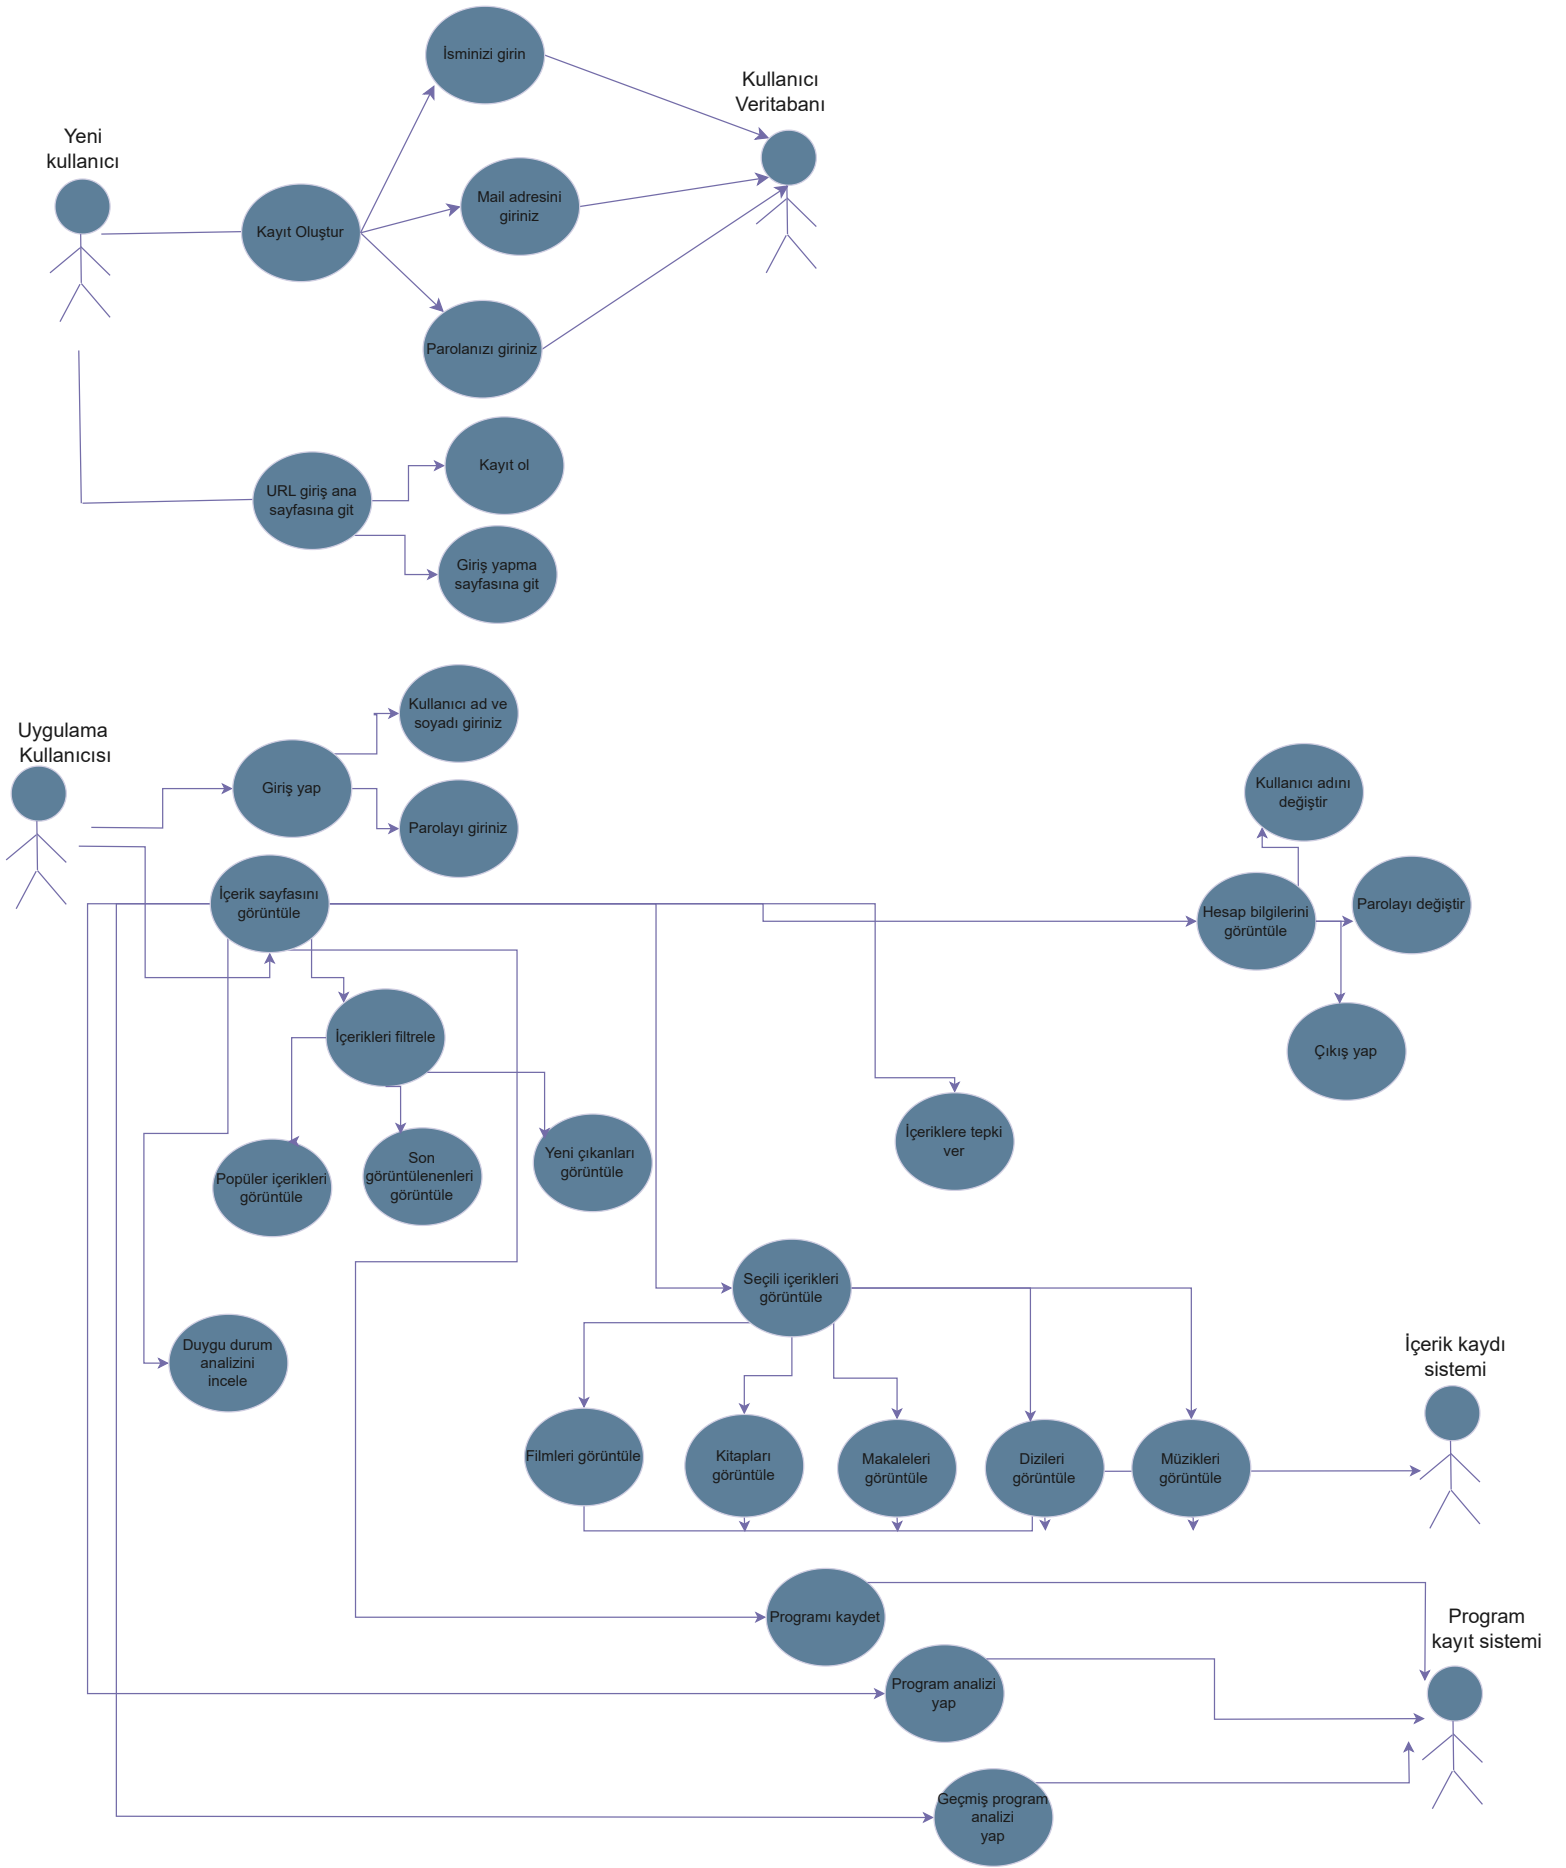 İsminizi girin
Kullanıcı
Veritabanı
Yeni
kullanıcı
Mail adresini
giriniz
Kayıt Oluştur
Parolanızı giriniz
Kayıt ol
URL giriş ana
sayfasına git
Giriş yapma
sayfasına git
Kullanıcı ad ve
soyadı giriniz
Uygulama
Kullanıcısı
Giriş yap
Parolayı giriniz
Kullanıcı adını
değiştir
İçerik sayfasını
görüntüle
Hesap bilgilerini
görüntüle
Parolayı değiştir
Çıkış yap
İçerikleri filtrele
İçeriklere tepki
ver
Popüler içerikleri
görüntüle
Son
görüntülenenleri
görüntüle
Yeni çıkanları
görüntüle
Seçili içerikleri
görüntüle
Duygu durum
analizini
incele
İçerik kaydı
sistemi
Filmleri görüntüle
Kitapları
görüntüle
Makaleleri
görüntüle
Dizileri
görüntüle
Müzikleri
görüntüle
Programı kaydet
Program
kayıt sistemi
Program analizi
yap
Geçmiş program
analizi
yap